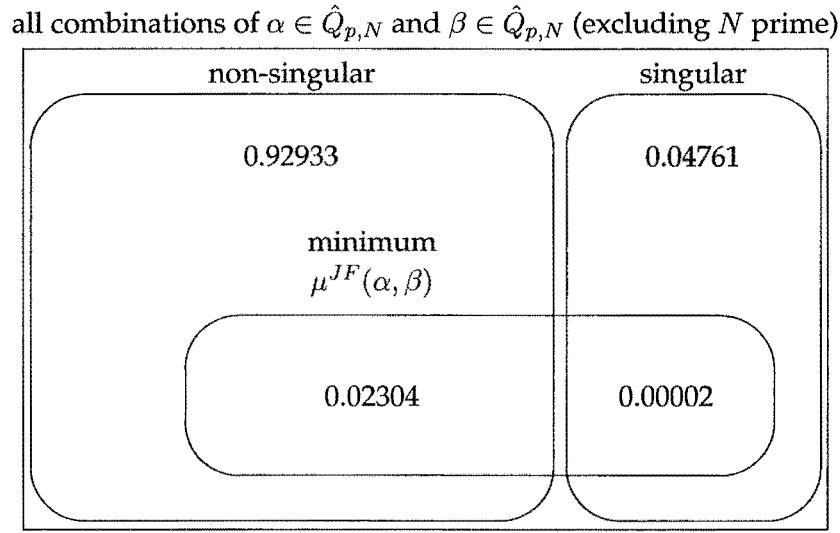 all combinations of α ∈ Q̂_{p,N} and β ∈ Q̂_{p,N} (excluding N prime)
non-singular singular
0.92933 0.04761
minimum
μ^{JF}(α, β)
0.02304 0.00002